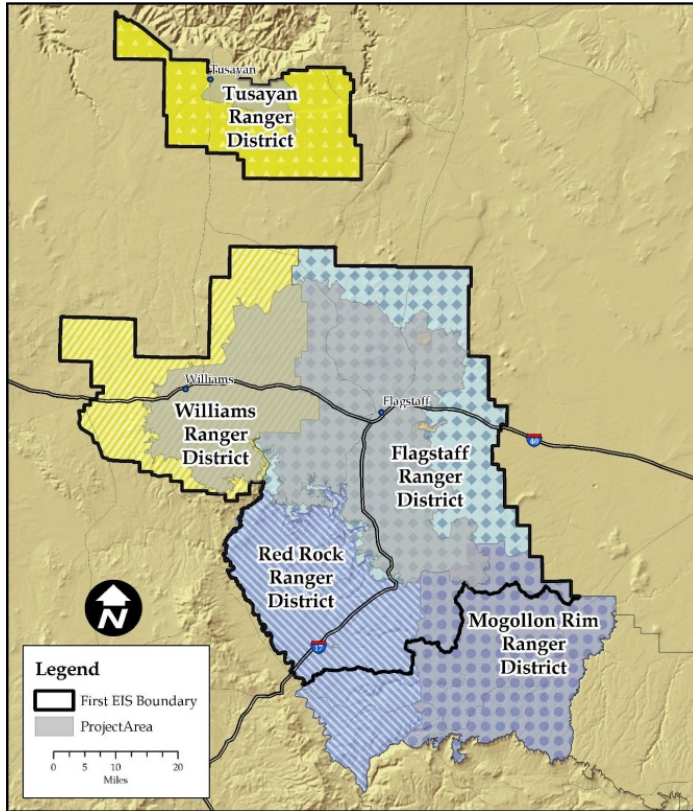 Tusayan
Tusayan
Ranger
District
Williams
Flagstaff
Williams
Ranger
District
Flagstaff
Ranger
District
40
Red Rock
Ranger
District
Mogollon Rim
Ranger
District
N
17
Legend
First EIS Boundary
ProjectArea
0 5 10 20
Miles